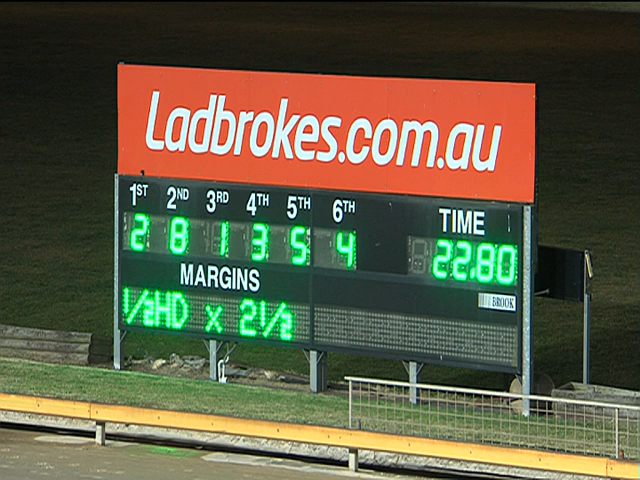 Ladbrokes.com.au
1ST 2ND 3RD 4TH 5TH 6TH TIME
2 8 1 3 5 4 22.80
MARGINS
BROOK
1/2HD x 21/2